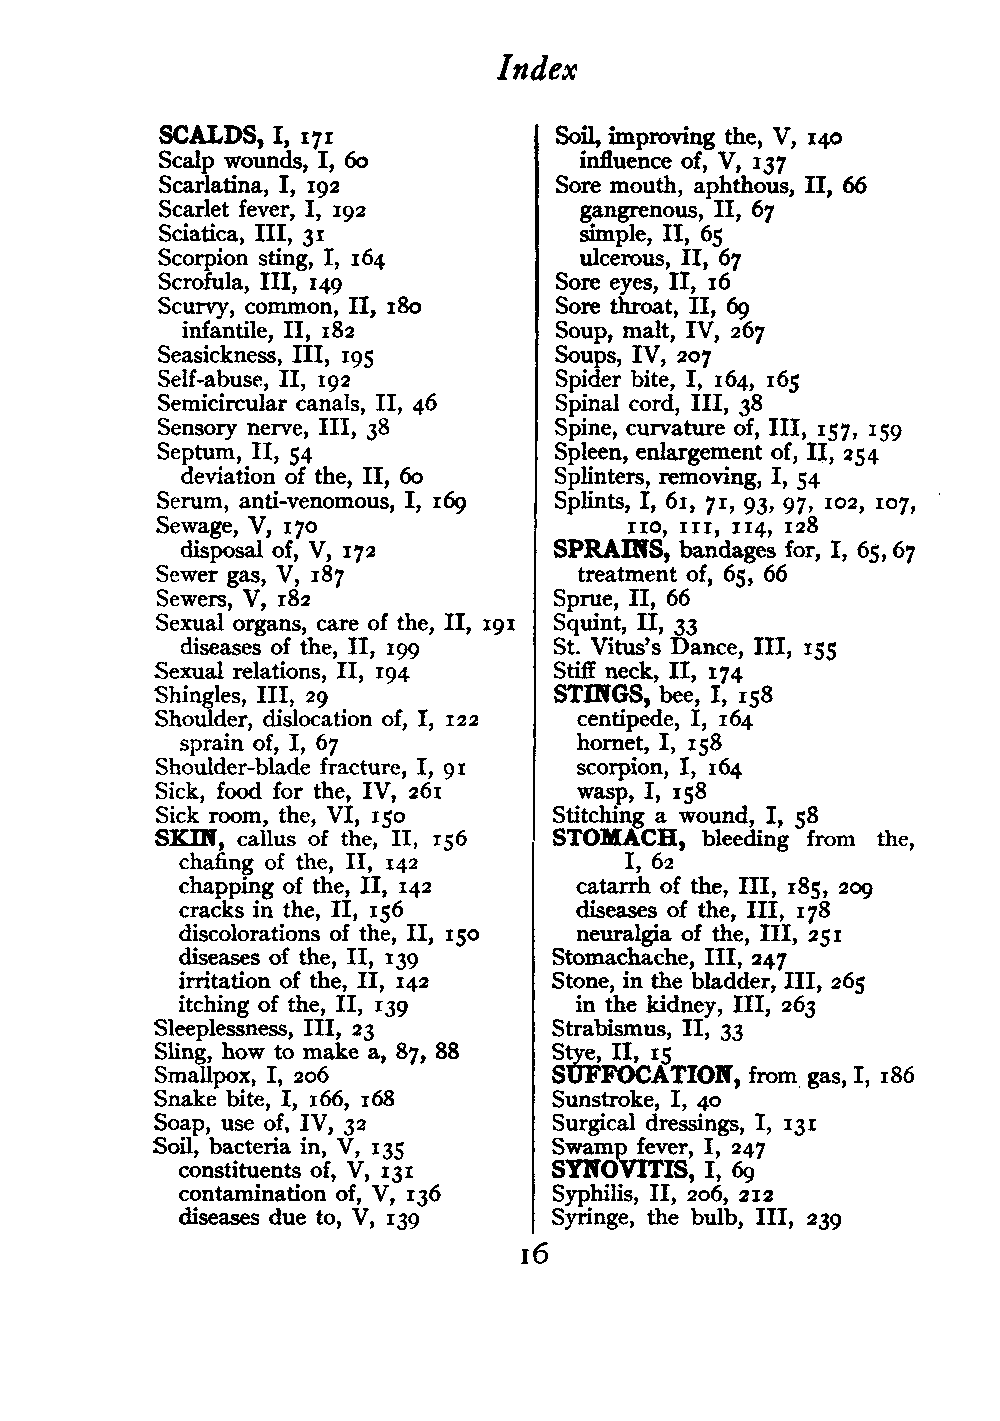 Index
SCALDS, I, 171
Scalp wounds, I, 60
Scarlatina, I, 192
Scarlet fever, I, 192
Sciatica, III, 31
Scorpion sting, I, 164
Scrofula, III, 149
Scurvy, common, II, 180
infantile, II, 182
Seasickness, III, 195
Self-abuse, II, 192
Semicircular canals, II, 46
Sensory nerve, III, 38
Septum, II, 54
deviation of the, II, 60
Serum, anti-venomous, I, 169
Sewage, V, 170
disposal of, V, 172
Sewer gas, V, 187
Sewers, V, 182
Sexual organs, care of the, II, 191
diseases of the, II, 199
Sexual relations, II, 194
Shingles, III, 29
Shoulder, dislocation of, I, 122
sprain of, I, 67
Shoulder-blade fracture, I, 91
Sick, food for the, IV, 261
Sick room, the, VI, 150
SKIN, callus of the, II, 156
chafing of the, II, 142
chapping of the, II, 142
cracks in the, II, 156
discolorations of the, II, 150
diseases of the, II, 139
irritation of the, II, 142
itching of the, II, 139
Sleeplessness, III, 23
Sling, how to make a, 87, 88
Smallpox, I, 206
Snake bite, I, 166, 168
Soap, use of, IV, 32
Soil, bacteria in, V, 135
constituents of, V, 131
contamination of, V, 136
diseases due to, V, 139
Soil, improving the, V, 140
influence of, V, 137
Sore mouth, aphthous, II, 66
gangrenous, II, 67
simple, II, 65
ulcerous, II, 67
Sore eyes, II, 16
Sore throat, II, 69
Soup, malt, IV, 267
Soups, IV, 207
Spider bite, I, 164, 165
Spinal cord, III, 38
Spine, curvature of, III, 157, 159
Spleen, enlargement of, II, 254
Splinters, removing, I, 54
Splints, I, 61, 71, 93, 97, 102, 107,
110, 111, 114, 128
SPRAINS, bandages for, I, 65, 67
treatment of, 65, 66
Sprue, II, 66
Squint, II, 33
St. Vitus's Dance, III, 155
Stiff neck, II, 174
STINGS, bee, I, 158
centipede, I, 164
hornet, I, 158
scorpion, I, 164
wasp, I, 158
Stitching a wound, I, 58
STOMACH, bleeding from the,
I, 62
catarrh of the, III, 185, 209
diseases of the, III, 178
neuralgia of the, III, 251
Stomachache, III, 247
Stone, in the bladder, III, 265
in the kidney, III, 263
Strabismus, II, 33
Stye, II, 15
SUFFOCATION, from gas, I, 186
Sunstroke, I, 40
Surgical dressings, I, 131
Swamp fever, I, 247
SYNOVITIS, I, 69
Syphilis, II, 206, 212
Syringe, the bulb, III, 239
16